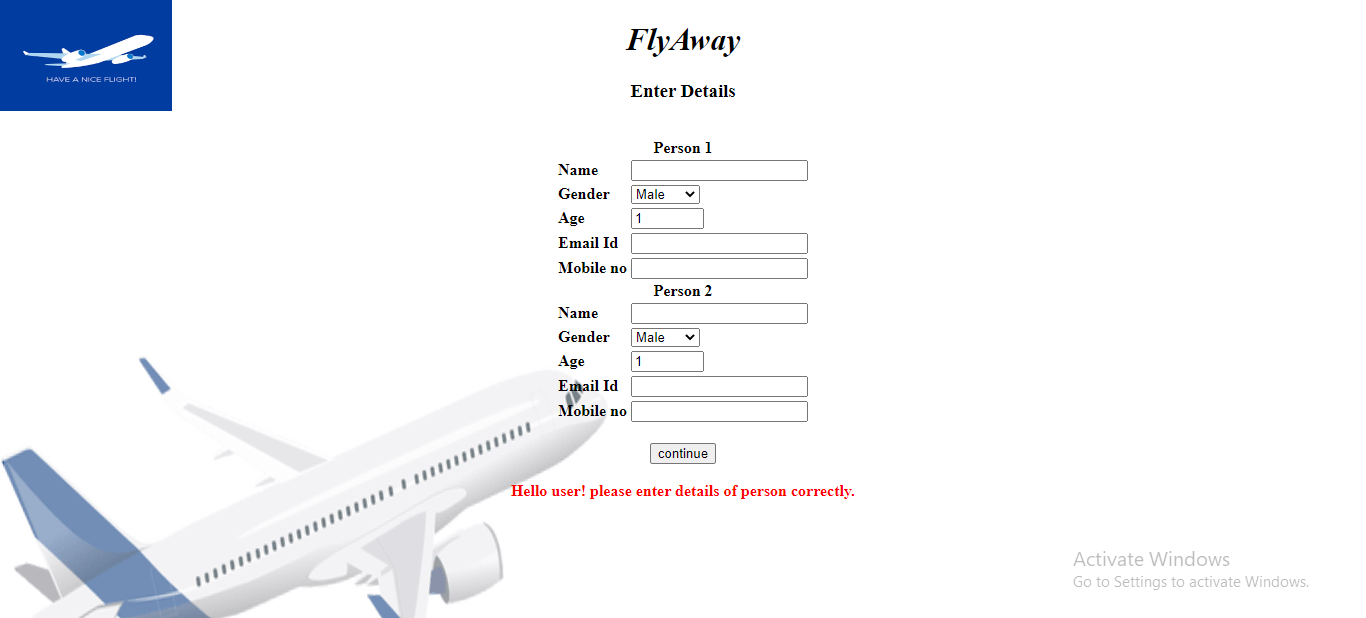 HAVE A NICE FLIGHT!
FlyAway
Enter Details
Person 1
Name
Gender Male
Age 1
Email Id
Mobile no
Person 2
Name
Gender Male
Age 1
Email Id
Mobile no
continue
Hello user! please enter details of person correctly.
Activate Windows
Go to Settings to activate Windows.